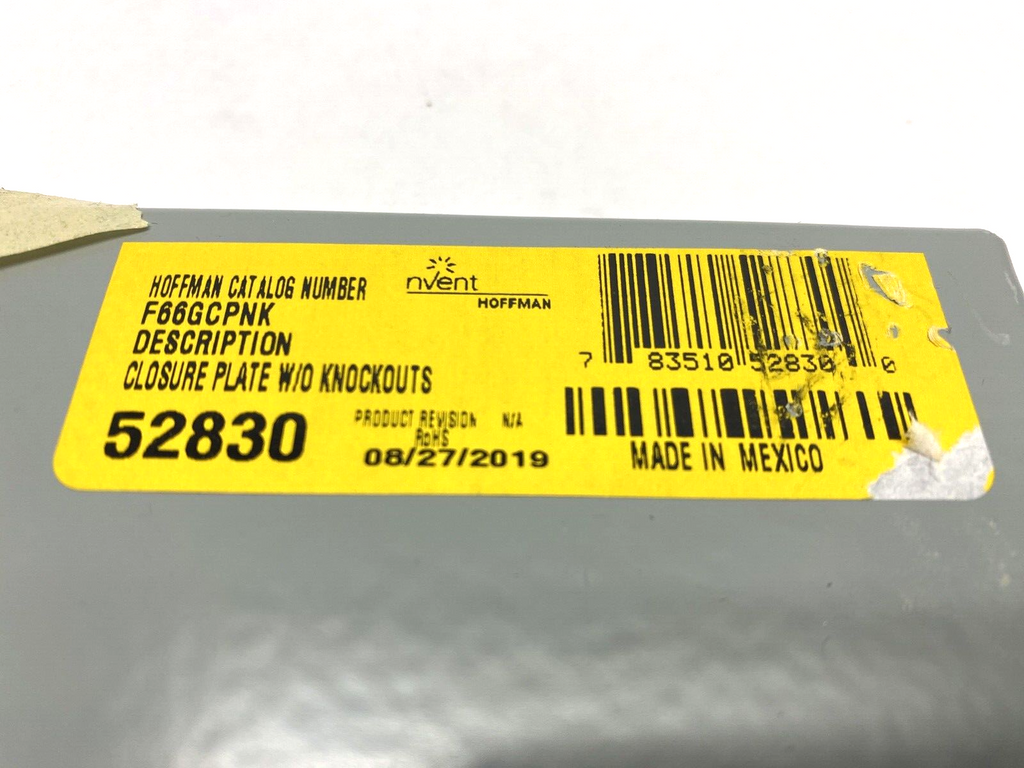 HOFFMAN CATALOG NUMBER
F66GCPNK
DESCRIPTION
CLOSURE PLATE W/O KNOCKOUTS
52830
PRODUCT REVISION N/A
RoHS
08/27/2019
nvent
HOFFMAN
7 83510 52830 0
MADE IN MEXICO